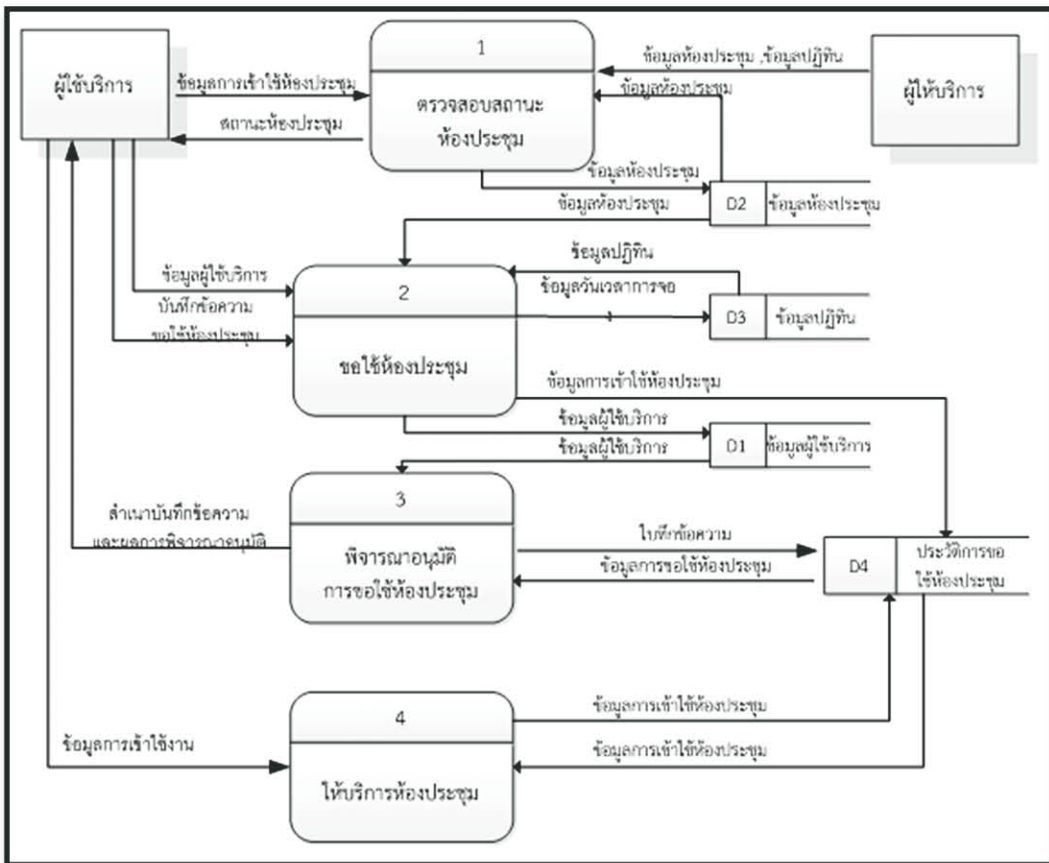 1
ผู้ใช้บริการ
ข้อมูลการเข้าใช้ห้องประชุม
สถานะห้องประชุม
ตรวจสอบสถานะ
ห้องประชุม
ข้อมูลห้องประชุม ,ข้อมูลปฏิทิน
ข้อมูลห้องประชุม
ผู้ให้บริการ
ข้อมูลห้องประชุม
ข้อมูลห้องประชุม
D2
ข้อมูลห้องประชุม
ข้อมูลผู้ใช้บริการ
บันทึกข้อความ
ขอใช้ห้องประชุม
2
ขอใช้ห้องประชุม
ข้อมูลปฏิทิน
ข้อมูลวันเวลาการจอ
D3
ข้อมูลปฏิทิน
ข้อมูลการเข้าใช้ห้องประชุม
ข้อมูลผู้ใช้บริการ
ข้อมูลผู้ใช้บริการ
D1
ข้อมูลผู้ใช้บริการ
สำเนาบันทึกข้อความ
และผลการพิจารณาอนุมัติ
3
พิจารณาอนุมัติ
การขอใช้ห้องประชุม
ใบทึกข้อความ
ข้อมูลการขอใช้ห้องประชุม
D4
ประวัติการขอ
ใช้ห้องประชุม
ข้อมูลการเข้าใช้งาน
4
ให้บริการห้องประชุม
ข้อมูลการเข้าใช้ห้องประชุม
ข้อมูลการเข้าใช้ห้องประชุม